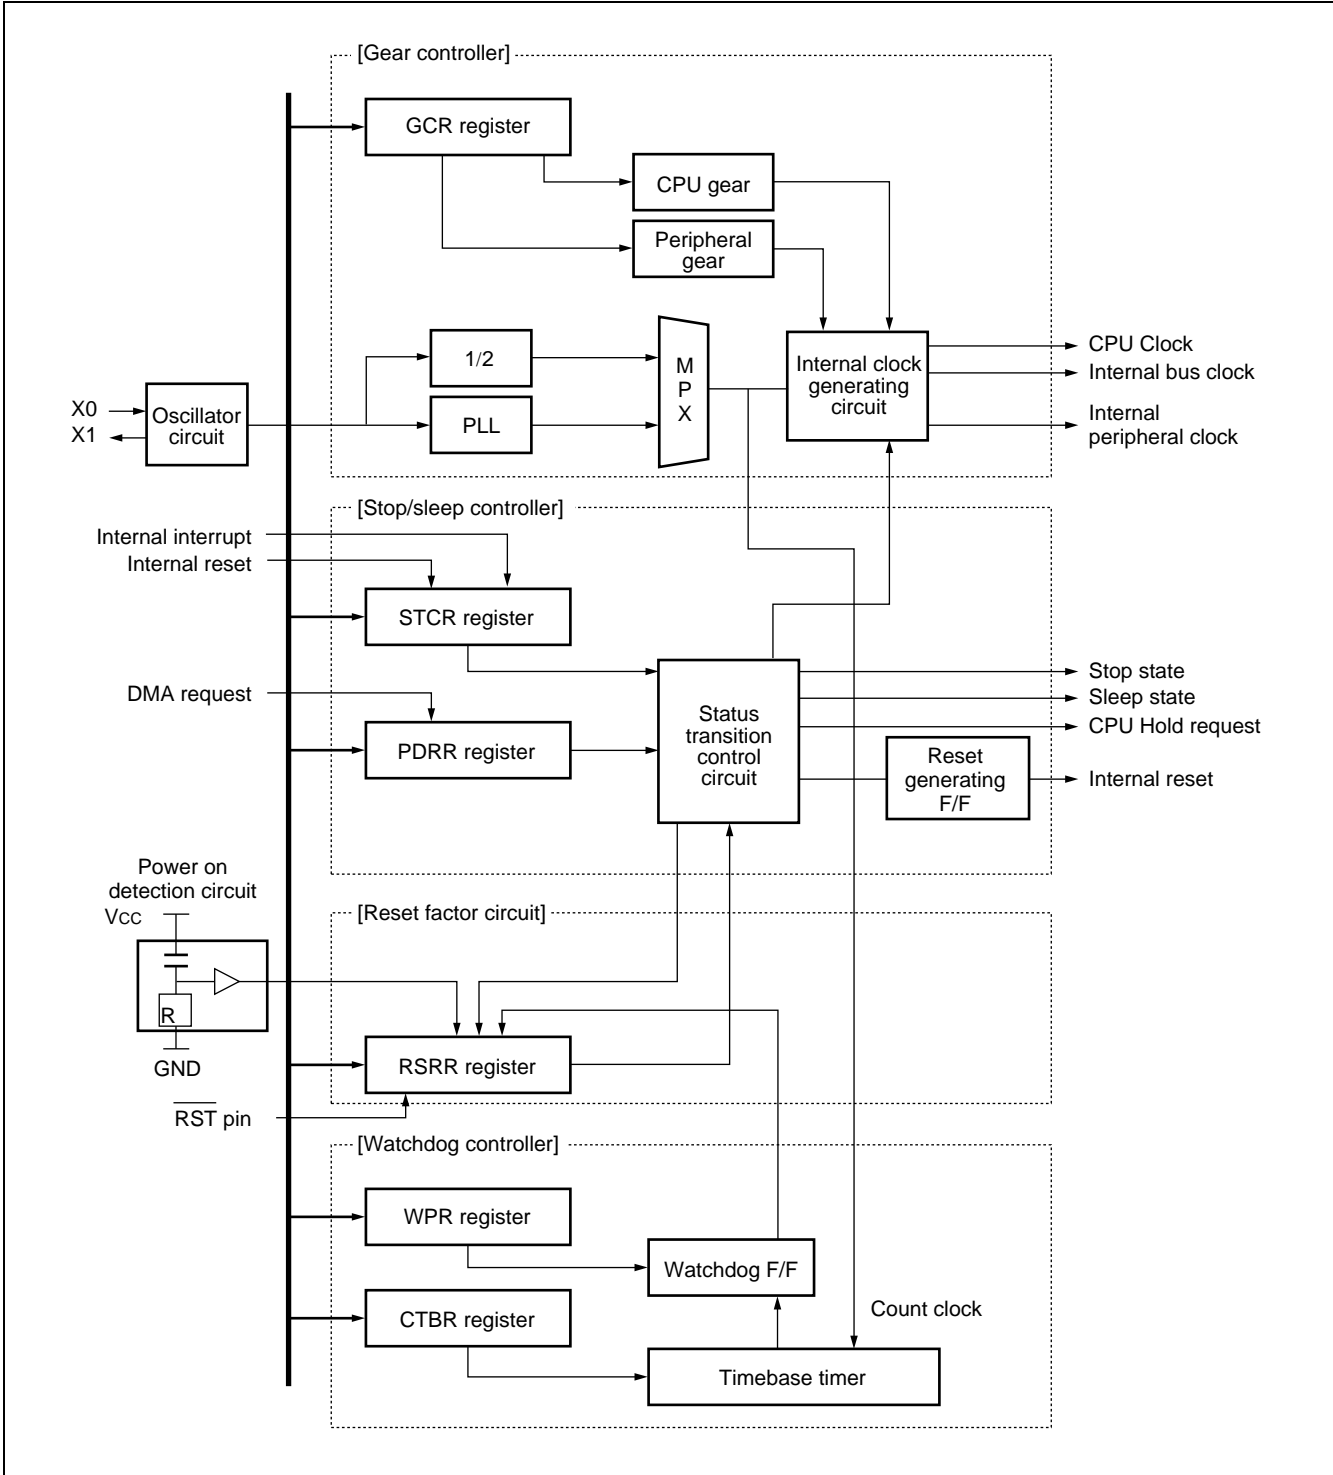 [Gear controller]
GCR register
CPU gear
Peripheral
gear
1/2
PLL
M
P
X
Internal clock
generating
circuit
CPU Clock
Internal bus clock
Internal
peripheral clock
X0
X1
Oscillator
circuit
[Stop/sleep controller]
Internal interrupt
Internal reset
STCR register
DMA request
PDRR register
Status
transition
control
circuit
Stop state
Sleep state
CPU Hold request
Reset
generating
F/F
Internal reset
Power on
detection circuit
VCC
R
GND
[Reset factor circuit]
RSRR register
RST pin
[Watchdog controller]
WPR register
Watchdog F/F
CTBR register
Count clock
Timebase timer